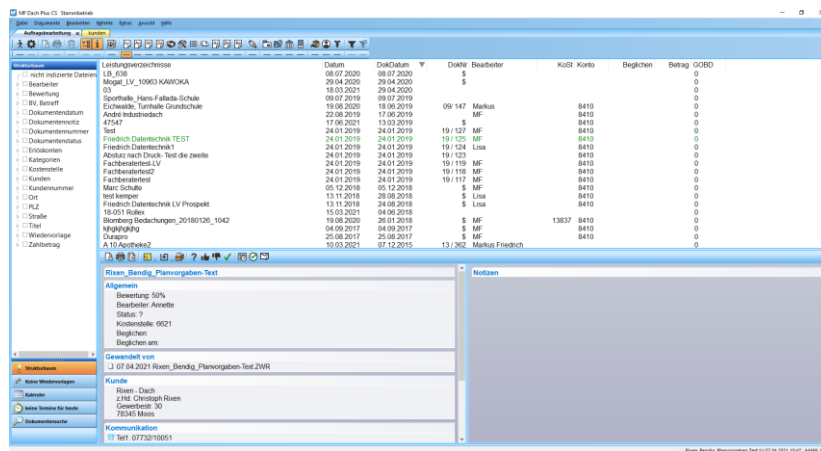 MF Dach Plus CS Stammbetrieb
Datei Dokumente Bearbeiten Befehle Extras Ansicht Hilfe
Auftragsbearbeitung x Kunden
Strukturbaum
nicht indizierte Dateien
Bearbeiter
Bewertung
BV, Betreff
Dokumentendatum
Dokumentennotiz
Dokumentennummer
Dokumentenstatus
Erlöskonten
Kategorien
Kostenstelle
Kunden
Kundennummer
Ort
PLZ
Straße
Titel
Wiedervorlage
Zahlbetrag
Leistungsverzeichnisse Datum DokDatum DokNr Bearbeiter KoSt Konto Beglichen Betrag GOBD
LB_638 08.07.2020 08.07.2020 $ 0
Mogat_LV_10963 KAWOKA 29.04.2020 29.04.2020 $ 0
03 18.03.2021 29.04.2020 0
Sporthalle_Hans-Fallada-Schule 09.07.2019 09.07.2019 0
Eichwalde, Turnhalle Grundschule 19.08.2020 18.06.2019 09/ 147 Markus 8410 0
André Industriedach 22.08.2019 17.06.2019 MF 8410 0
47547 17.06.2021 13.03.2019 $ 8410 0
Test 24.01.2019 24.01.2019 19 / 127 MF 8410 0
Friedrich Datentechnik TEST 24.01.2019 24.01.2019 19 / 125 MF 8410 0
Friedrich Datentechnik1 24.01.2019 24.01.2019 19 / 124 Lisa 8410 0
Absturz nach Druck- Test die zweite 24.01.2019 24.01.2019 19 / 123 8410 0
Fachberatertest-LV 24.01.2019 24.01.2019 19 / 119 MF 8410 0
Fachberatertest2 24.01.2019 24.01.2019 19 / 118 MF 8410 0
Fachberatertest 24.01.2019 24.01.2019 19 / 117 MF 8410 0
Marc Schulte 05.12.2018 05.12.2018 $ MF 8410 0
test kemper 13.11.2018 28.08.2018 $ Lisa 8410 0
Friedrich Datentechnik LV Prospekt 13.11.2018 24.08.2018 $ Lisa 8410 0
18-051 Rollex 15.03.2021 04.06.2018 0
Blomberg Bedachungen_20180126_1042 19.08.2020 26.01.2018 $ MF 13837 8410 0
kjhgkjhgkjhg 04.09.2017 04.09.2017 $ MF 8410 0
Durapro 25.08.2017 25.08.2017 $ MF 8410 0
A 10 Apotheke2 10.03.2021 07.12.2015 13 / 362 Markus Friedrich 0
Rixen_Bendig_Planvorgaben-Text
Allgemein
Bewertung: 50%
Bearbeiter: Annette
Status: ?
Kostenstelle: 6621
Beglichen:
Beglichen am:
Gewandelt von
07.04.2021 Rixen_Bendig_Planvorgaben-Text.ZWR
Kunde
Rixen - Dach
z.Hd. Christoph Rixen
Gewerbestr. 30
78345 Moos
Kommunikation
Tel1: 07732/10051
Notizen
Strukturbaum
Keine Wiedervorlagen
Kalender
keine Termine für heute
Dokumentensuche